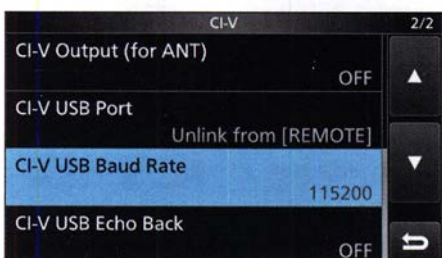 CI-V 2/2
CI-V Output (for ANT)
OFF
CI-V USB Port
Unlink from [REMOTE]
CI-V USB Baud Rate
115200
CI-V USB Echo Back
OFF